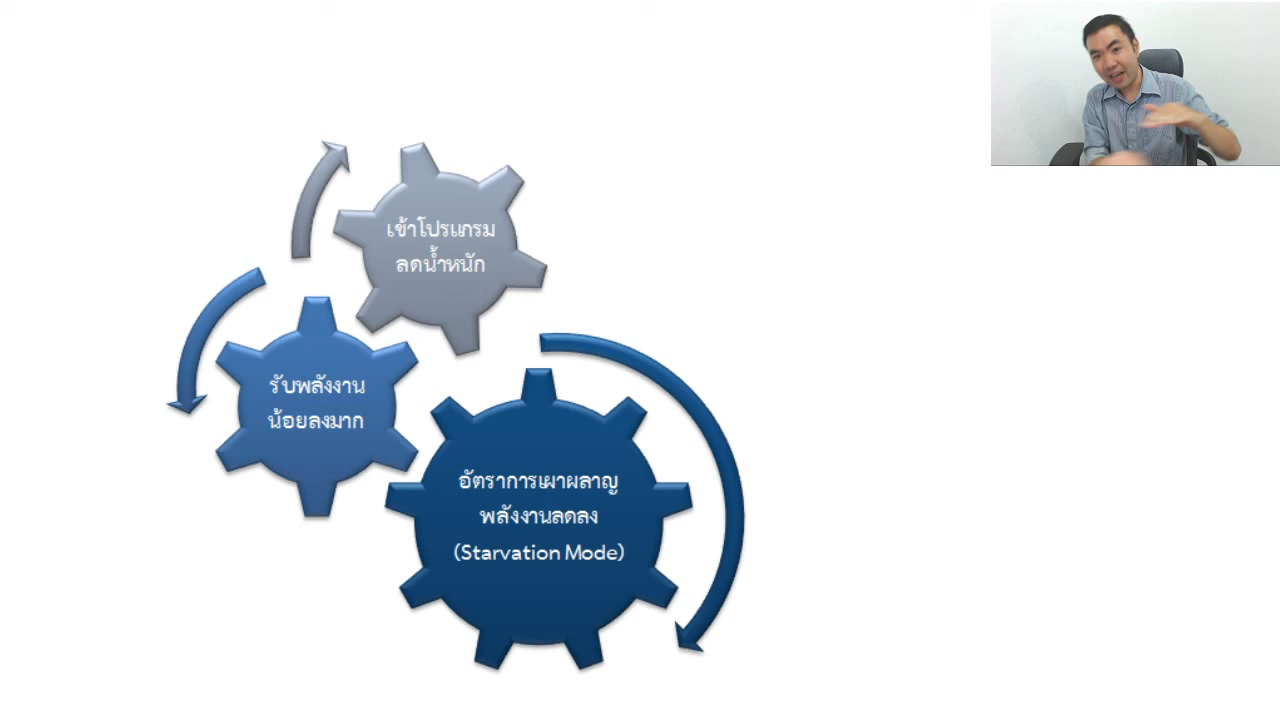 เข้าโปรแกรม
ลดน้ำหนัก
รับพลังงาน
น้อยลงมาก
อัตราการเผาผลาญ
พลังงานลดลง
(Starvation Mode)